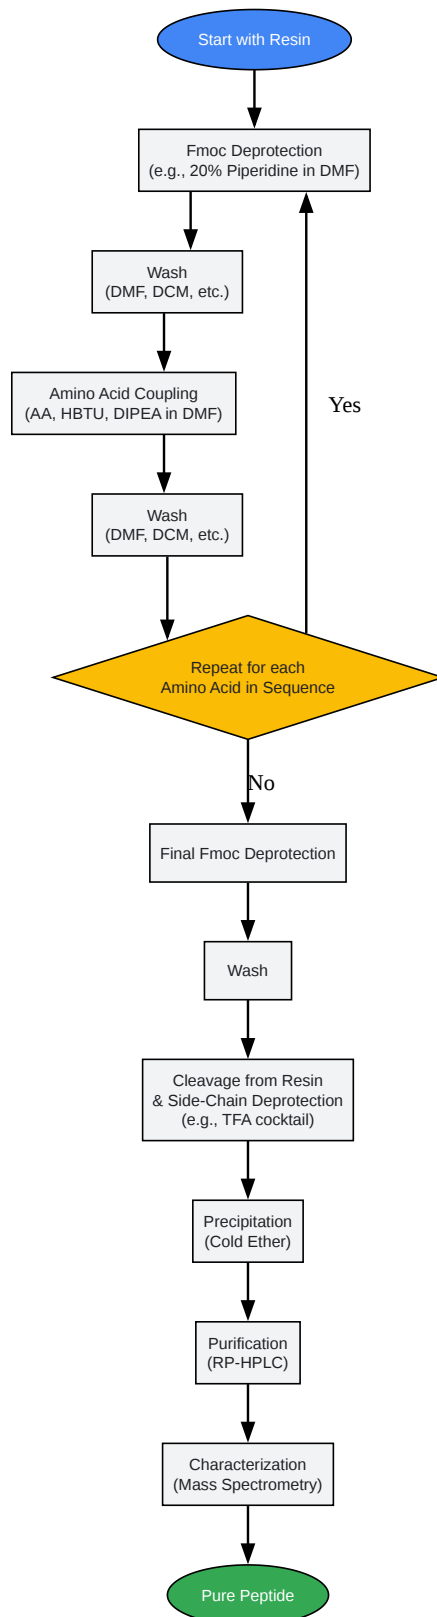 Start with Resin
Fmoc Deprotection
(e.g., 20% Piperidine in DMF)
Wash
(DMF, DCM, etc.)
Amino Acid Coupling
(AA, HBTU, DIPEA in DMF)
Yes
Wash
(DMF, DCM, etc.)
Repeat for each
Amino Acid in Sequence
No
Final Fmoc Deprotection
Wash
Cleavage from Resin
& Side-Chain Deprotection
(e.g., TFA cocktail)
Precipitation
(Cold Ether)
Purification
(RP-HPLC)
Characterization
(Mass Spectrometry)
Pure Peptide